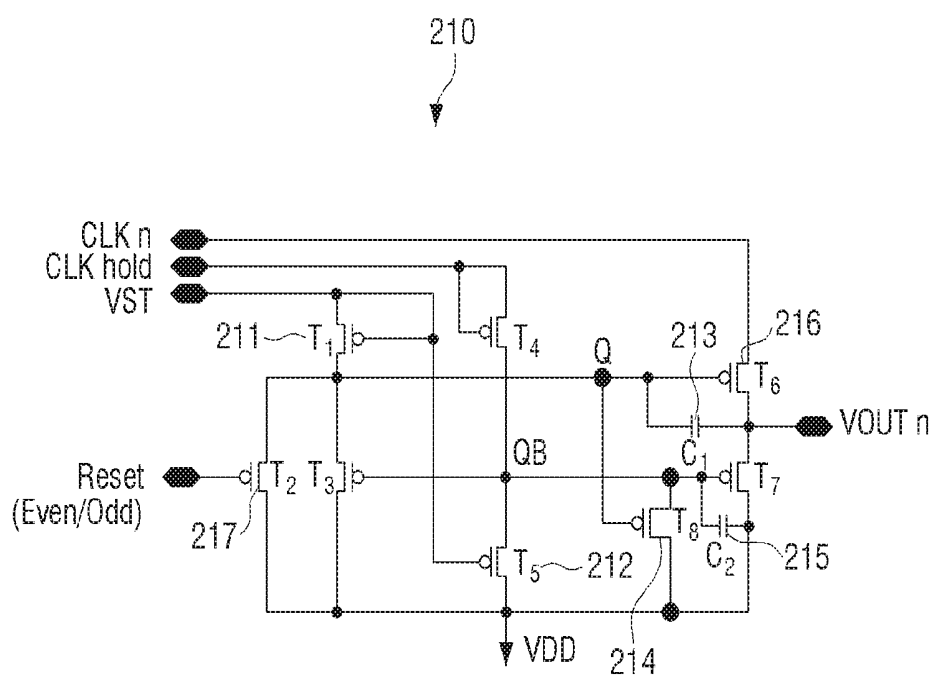 210
CLK n
CLK hold
VST
211
T1
T4
Q
213
216
T6
C1
VOUT n
QB
Reset
(Even/Odd)
T2
217
T3
T7
T8
C2
215
T5
212
VDD
214